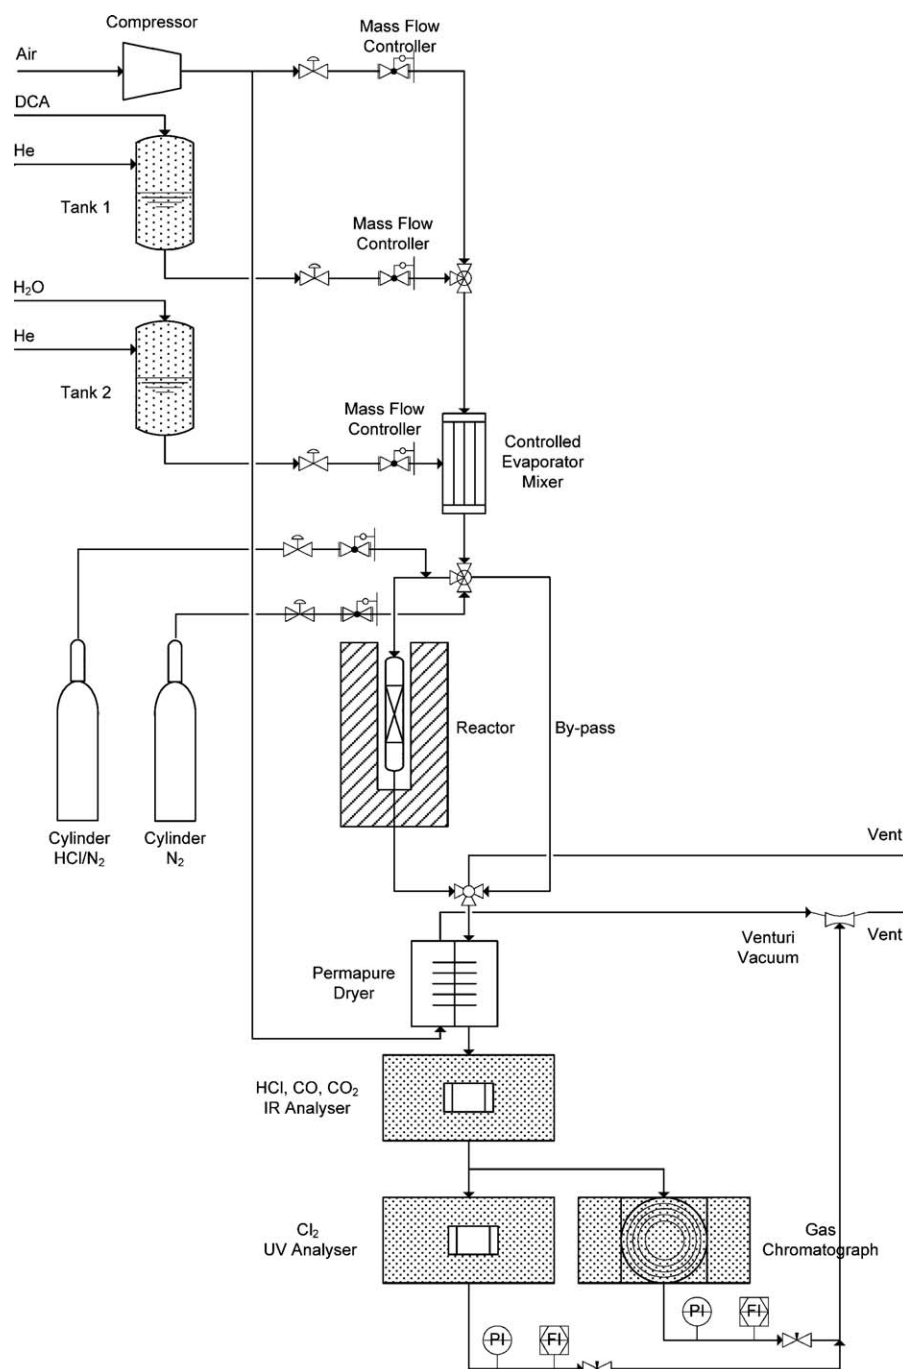 Compressor
Mass Flow
Controller
Air
DCA
He
Tank 1
Mass Flow
Controller
H₂O
He
Tank 2
Mass Flow
Controller
Controlled
Evaporator
Mixer
Reactor
By-pass
Cylinder
HCl/N₂
Cylinder
N₂
Vent
Venturi
Vacuum
Vent
Permapure
Dryer
HCl, CO, CO₂
IR Analyser
Cl₂
UV Analyser
Gas
Chromatograph
PI
FI
PI
FI